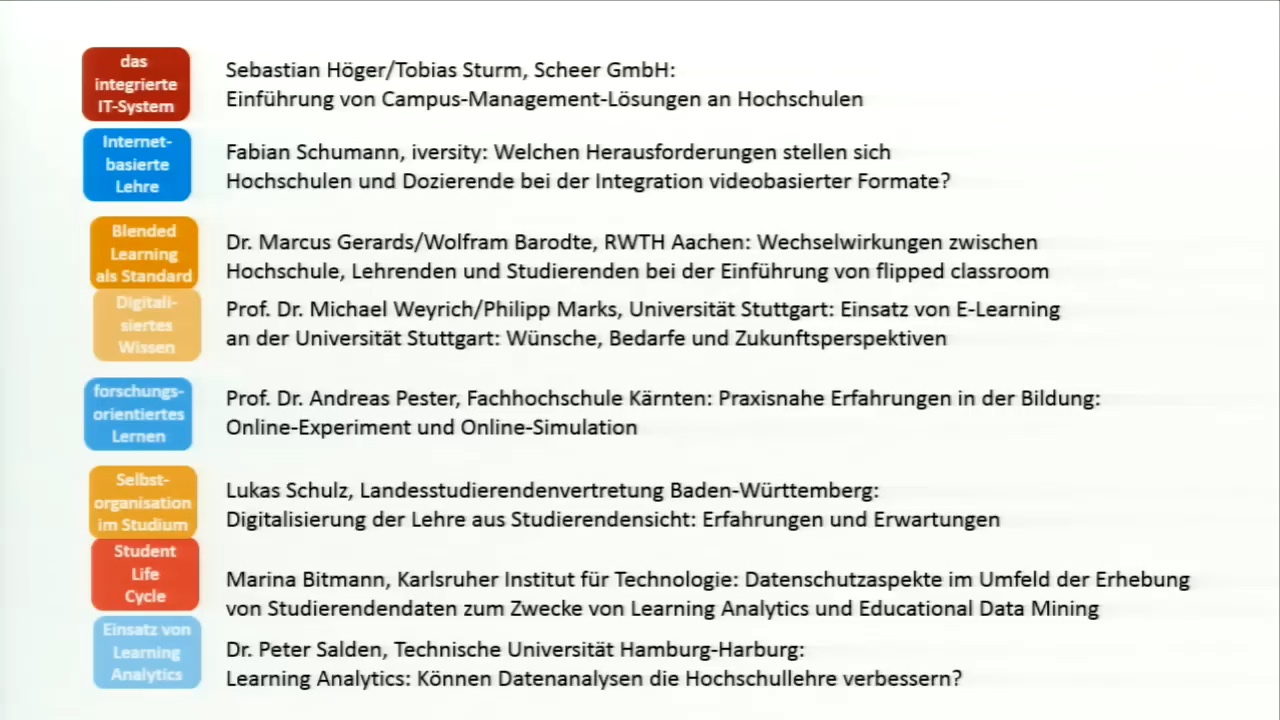 das
integrierte
IT-System
Sebastian Höger/Tobias Sturm, Scheer GmbH:
Einführung von Campus-Management-Lösungen an Hochschulen
Internet-
basierte
Lehre
Fabian Schumann, iversity: Welchen Herausforderungen stellen sich
Hochschulen und Dozierende bei der Integration videobasierter Formate?
Blended
Learning
als Standard
Dr. Marcus Gerards/Wolfram Barodte, RWTH Aachen: Wechselwirkungen zwischen
Hochschule, Lehrenden und Studierenden bei der Einführung von flipped classroom
Digitali-
siertes
Wissen
Prof. Dr. Michael Weyrich/Philipp Marks, Universität Stuttgart: Einsatz von E-Learning
an der Universität Stuttgart: Wünsche, Bedarfe und Zukunftsperspektiven
forschungs-
orientiertes
Lernen
Prof. Dr. Andreas Pester, Fachhochschule Kärnten: Praxisnahe Erfahrungen in der Bildung:
Online-Experiment und Online-Simulation
Selbst-
organisation
im Studium
Lukas Schulz, Landesstudierendenvertretung Baden-Württemberg:
Digitalisierung der Lehre aus Studierendensicht: Erfahrungen und Erwartungen
Student
Life
Cycle
Marina Bitmann, Karlsruher Institut für Technologie: Datenschutzaspekte im Umfeld der Erhebung
von Studierendendaten zum Zwecke von Learning Analytics und Educational Data Mining
Einsatz von
Learning
Analytics
Dr. Peter Salden, Technische Universität Hamburg-Harburg:
Learning Analytics: Können Datenanalysen die Hochschullehre verbessern?